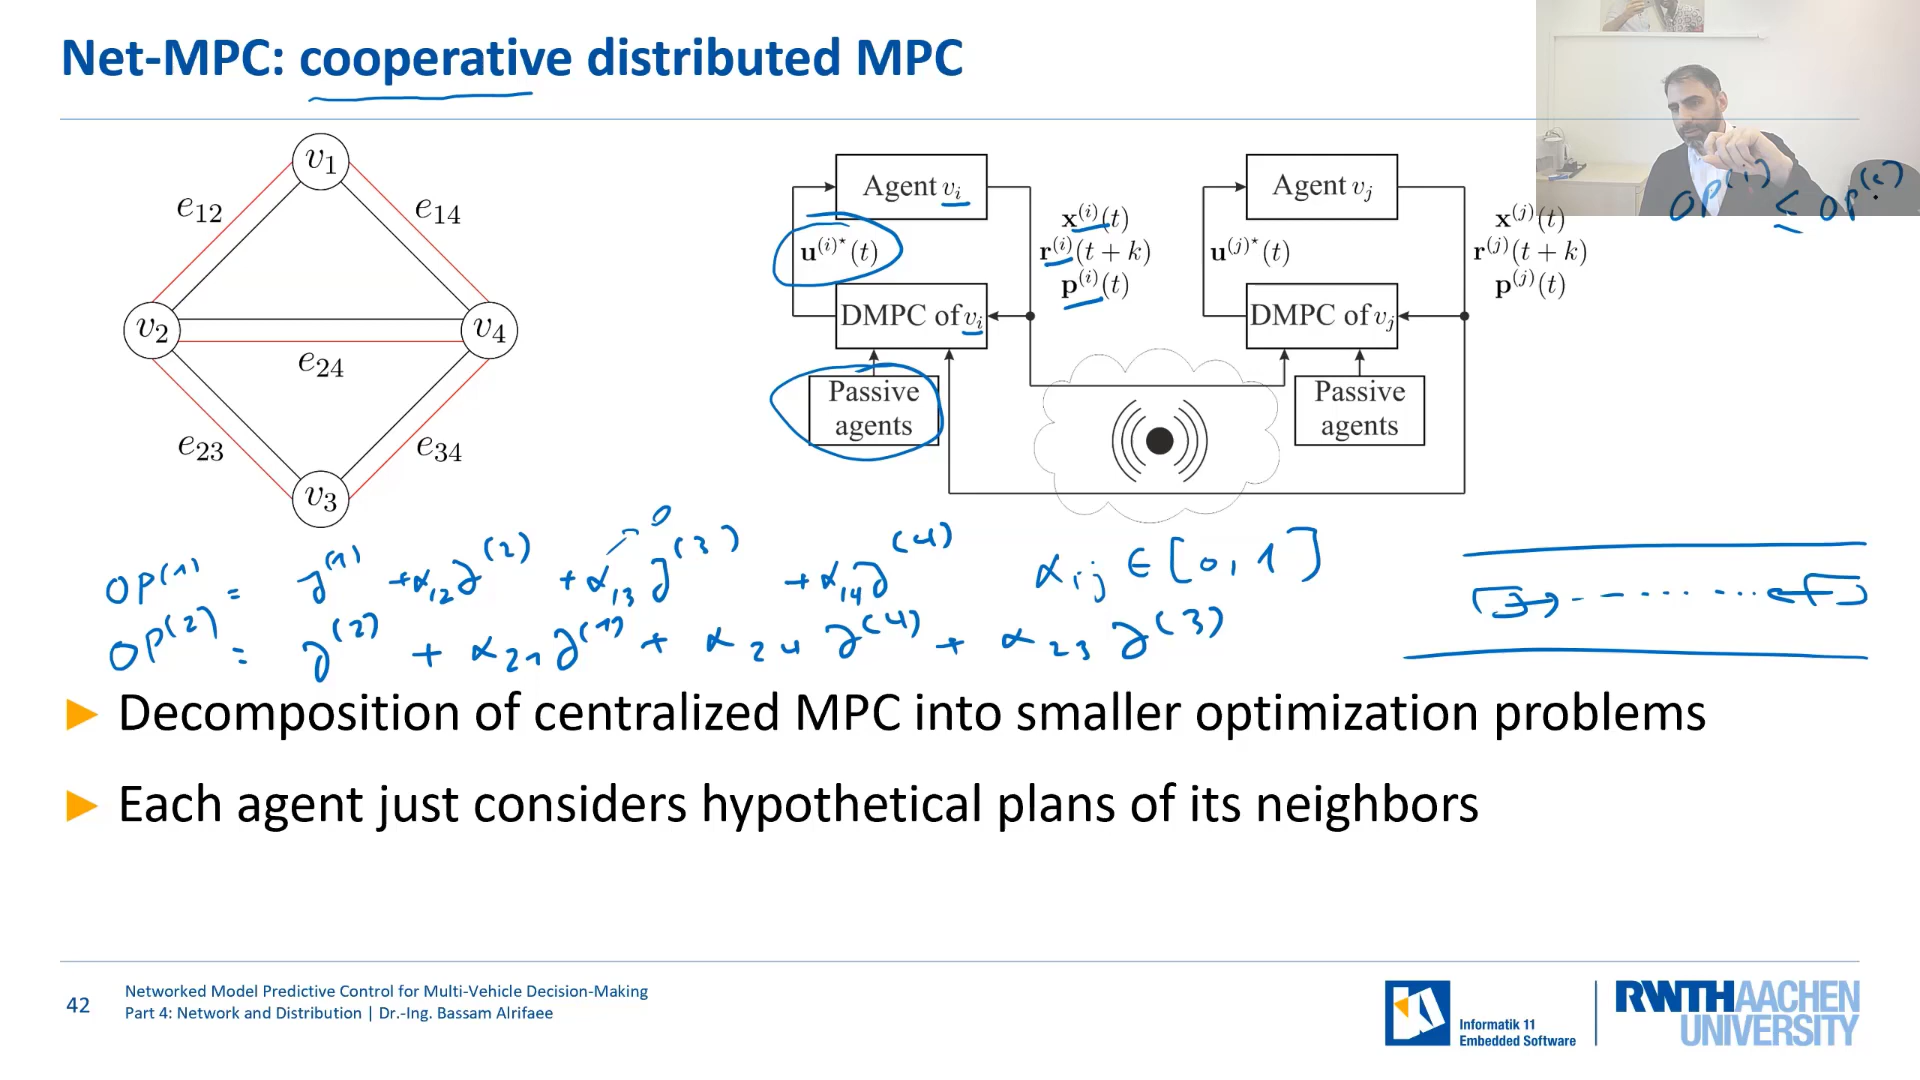 Net-MPC: cooperative distributed MPC
v1
e12
e14
v2
v4
e24
e23
e34
v3
Agent vi
u(i)⋆(t)
x(i)(t)
r(i)(t + k)
p(i)(t)
DMPC of vi
Passive
agents
Agent vj
u(j)⋆(t)
x(j)(t)
r(j)(t + k)
p(j)(t)
DMPC of vj
Passive
agents
OP(i) ≤ OP(c)
OP(1) = J(1) + α12 J(2) + α13 J(3) + α14 J(4)
0
αij ∈ [0, 1]
OP(2) = J(2) + α21 J(1) + α24 J(4) + α23 J(3)
► Decomposition of centralized MPC into smaller optimization problems
► Each agent just considers hypothetical plans of its neighbors
42
Networked Model Predictive Control for Multi-Vehicle Decision-Making
Part 4: Network and Distribution | Dr.-Ing. Bassam Alrifaee
Informatik 11
Embedded Software
RWTH AACHEN
UNIVERSITY